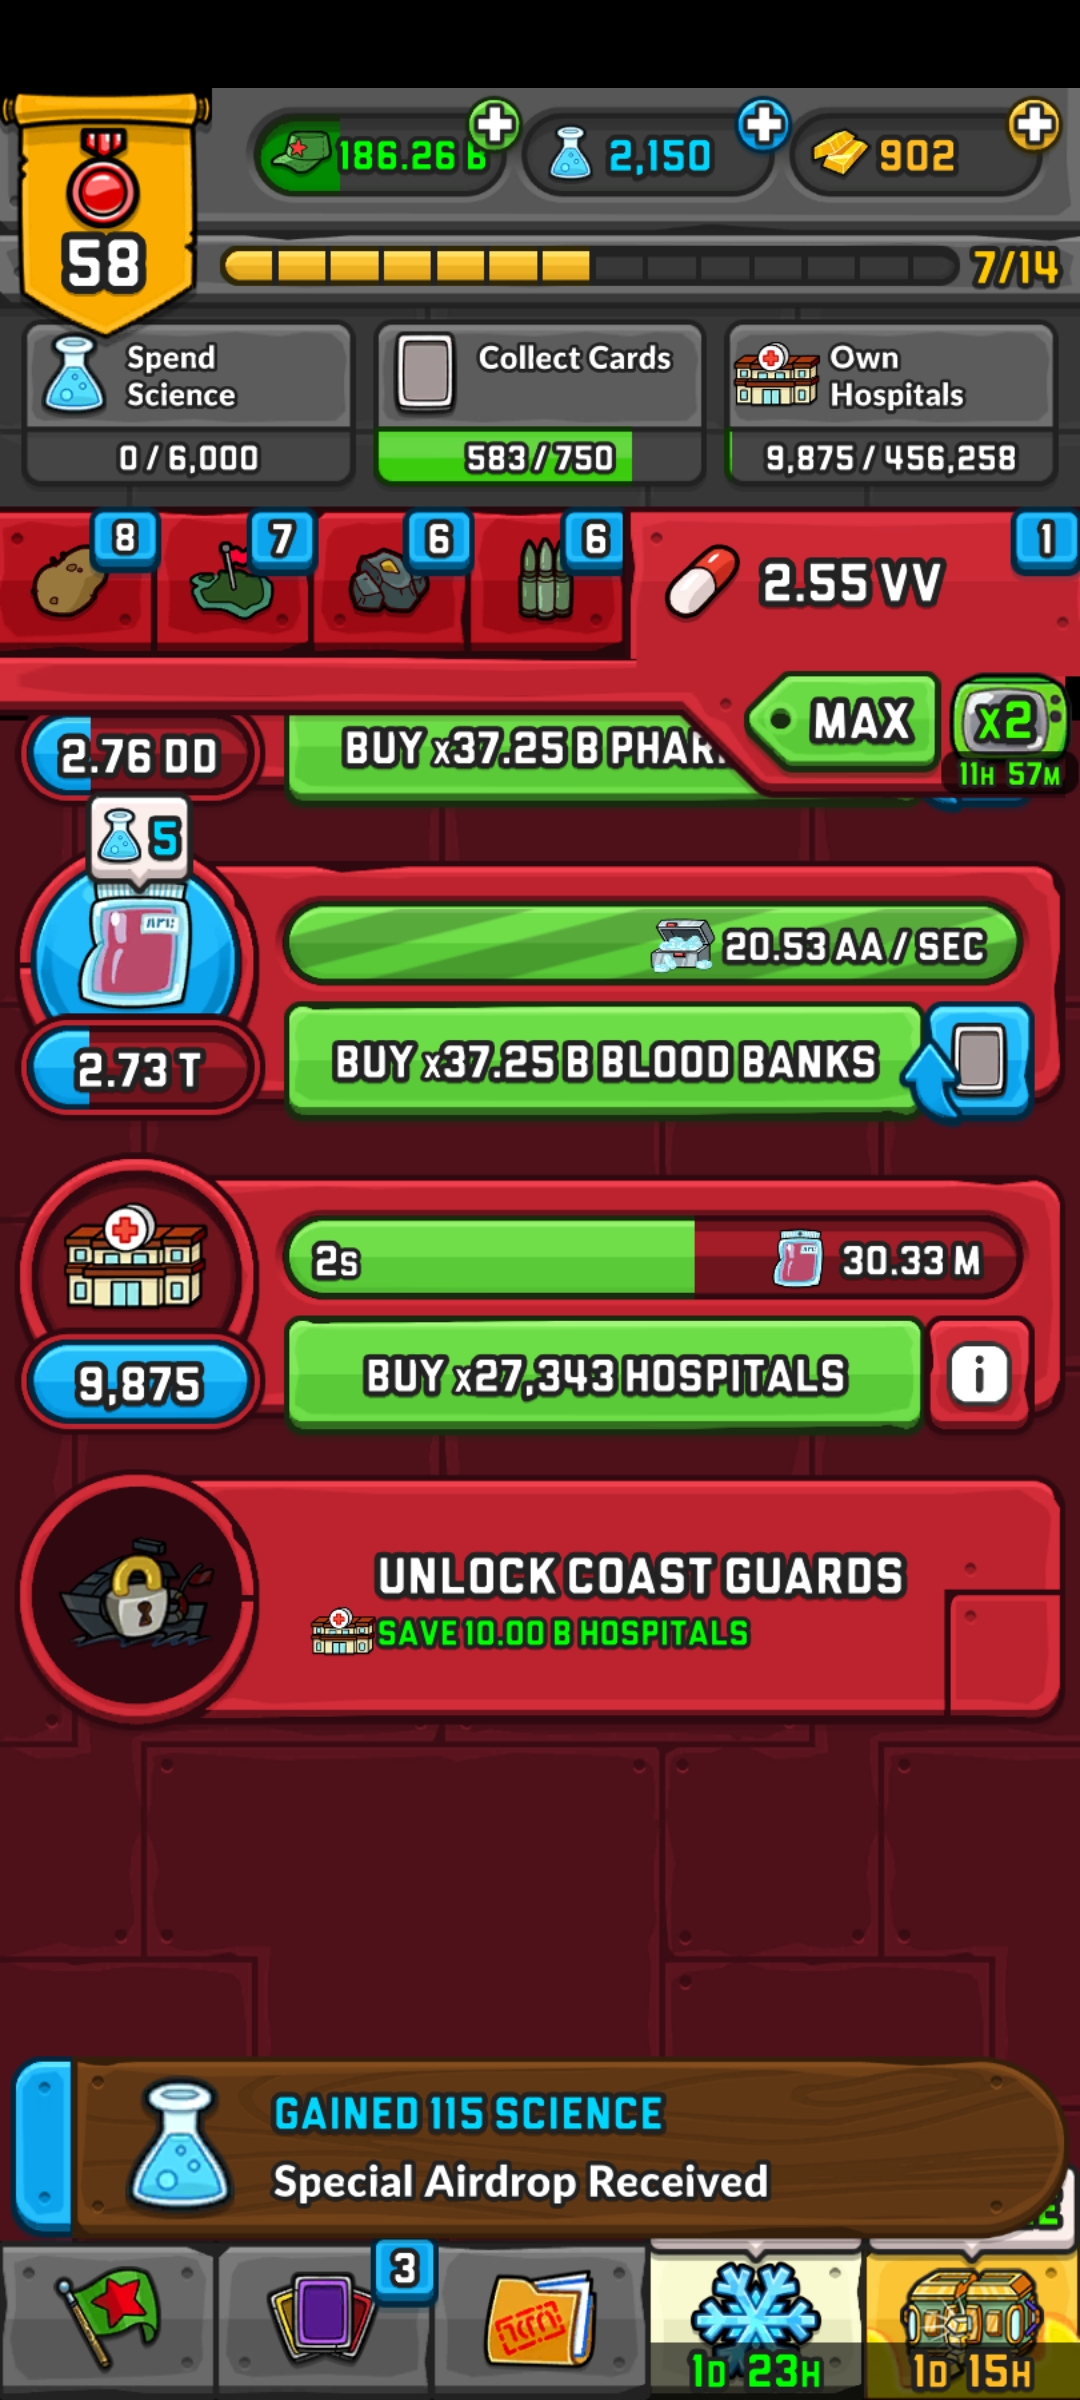 186.26 B
2,150
902
58
7/14
Spend
Science
0 / 6,000
Collect Cards
583 / 750
Own
Hospitals
9,875 / 456,258
8
7
6
6
2.55 VV
1
MAX
x2
11H 57M
2.76 DD
BUY x37.25 B
5
20.53 AA / SEC
2.73 T
BUY x37.25 B BLOOD BANKS
2s
30.33 M
9,875
BUY x27,343 HOSPITALS
i
UNLOCK COAST GUARDS
SAVE 10.00 B HOSPITALS
GAINED 115 SCIENCE
Special Airdrop Received
3
1D 23H
1D 15H